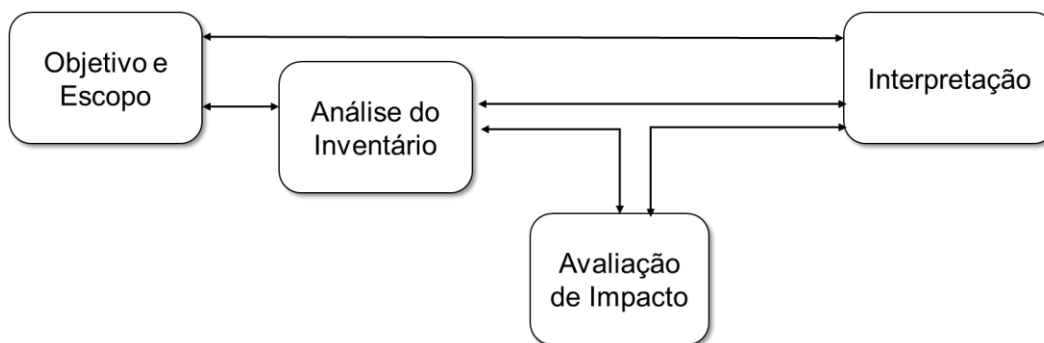 Objetivo e
Escopo
Análise do
Inventário
Interpretação
Avaliação
de Impacto